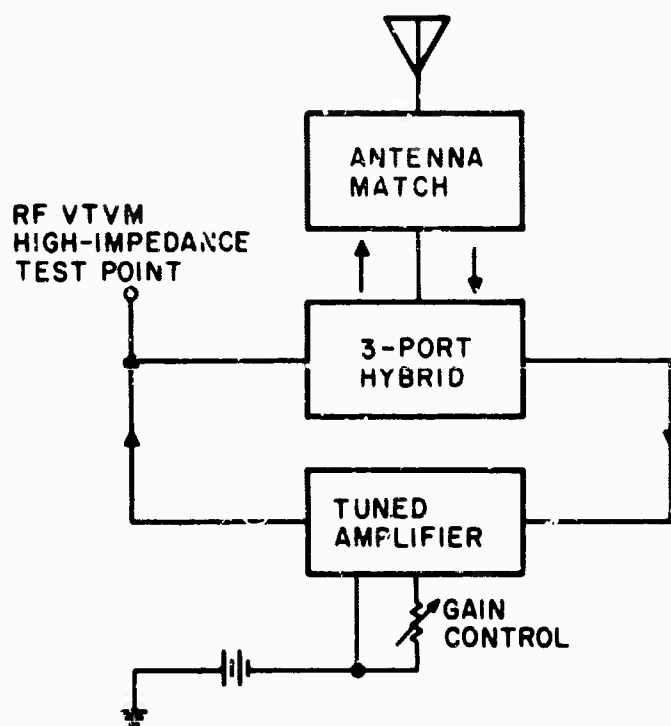 ANTENNA
MATCH
RF VTVM
HIGH-IMPEDANCE
TEST POINT
3-PORT
HYBRID
TUNED
AMPLIFIER
GAIN
CONTROL